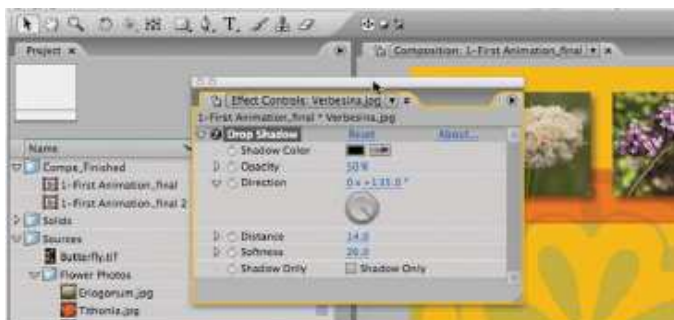 Project
Composition: 1-First Animation_final
Effect Controls: Verbesina.jpg
1-First Animation_final * Verbesina.jpg
Drop Shadow Reset About...
Shadow Color
Opacity 50%
Direction 0 x +135.0 °
Distance 14.0
Softness 20.0
Shadow Only Shadow Only
Name
Comps_Finished
1-First Animation_final
1-First Animation_final 2
Solids
Sources
Butterfly.tif
Flower Photos
Eriogonum.jpg
Tithonia.jpg